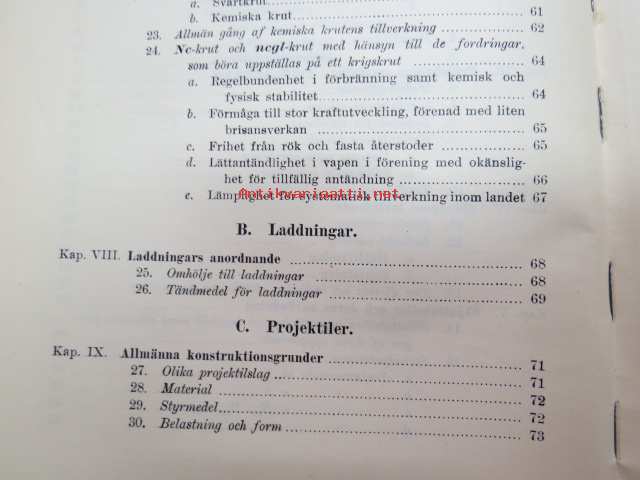 a. Svartkrut
b. Kemiska krut 61
23. Allmän gång af kemiska krutens tillverkning 62
24. Nc-krut och ncgl-krut med hänsyn till de fordringar,
som böra uppställas på ett krigskrut 64
a. Regelbundenhet i förbränning samt kemisk och
fysisk stabilitet 64
b. Förmåga till stor kraftutveckling, förenad med liten
brisansverkan 65
c. Frihet från rök och fasta återstoder 65
d. Lättantändlighet i vapen i förening med okänslig-
het för tillfällig antändning 66
e. Lämplighet för systematisk tillverkning inom landet 67
Antikvariaatti.net
B. Laddningar.
Kap. VIII. Laddningars anordnande 68
25. Omhölje till laddningar 68
26. Tändmedel för laddningar 69
C. Projektiler.
Kap. IX. Allmänna konstruktionsgrunder 71
27. Olika projektilslag 71
28. Material 72
29. Styrmedel 72
30. Belastning och form 73